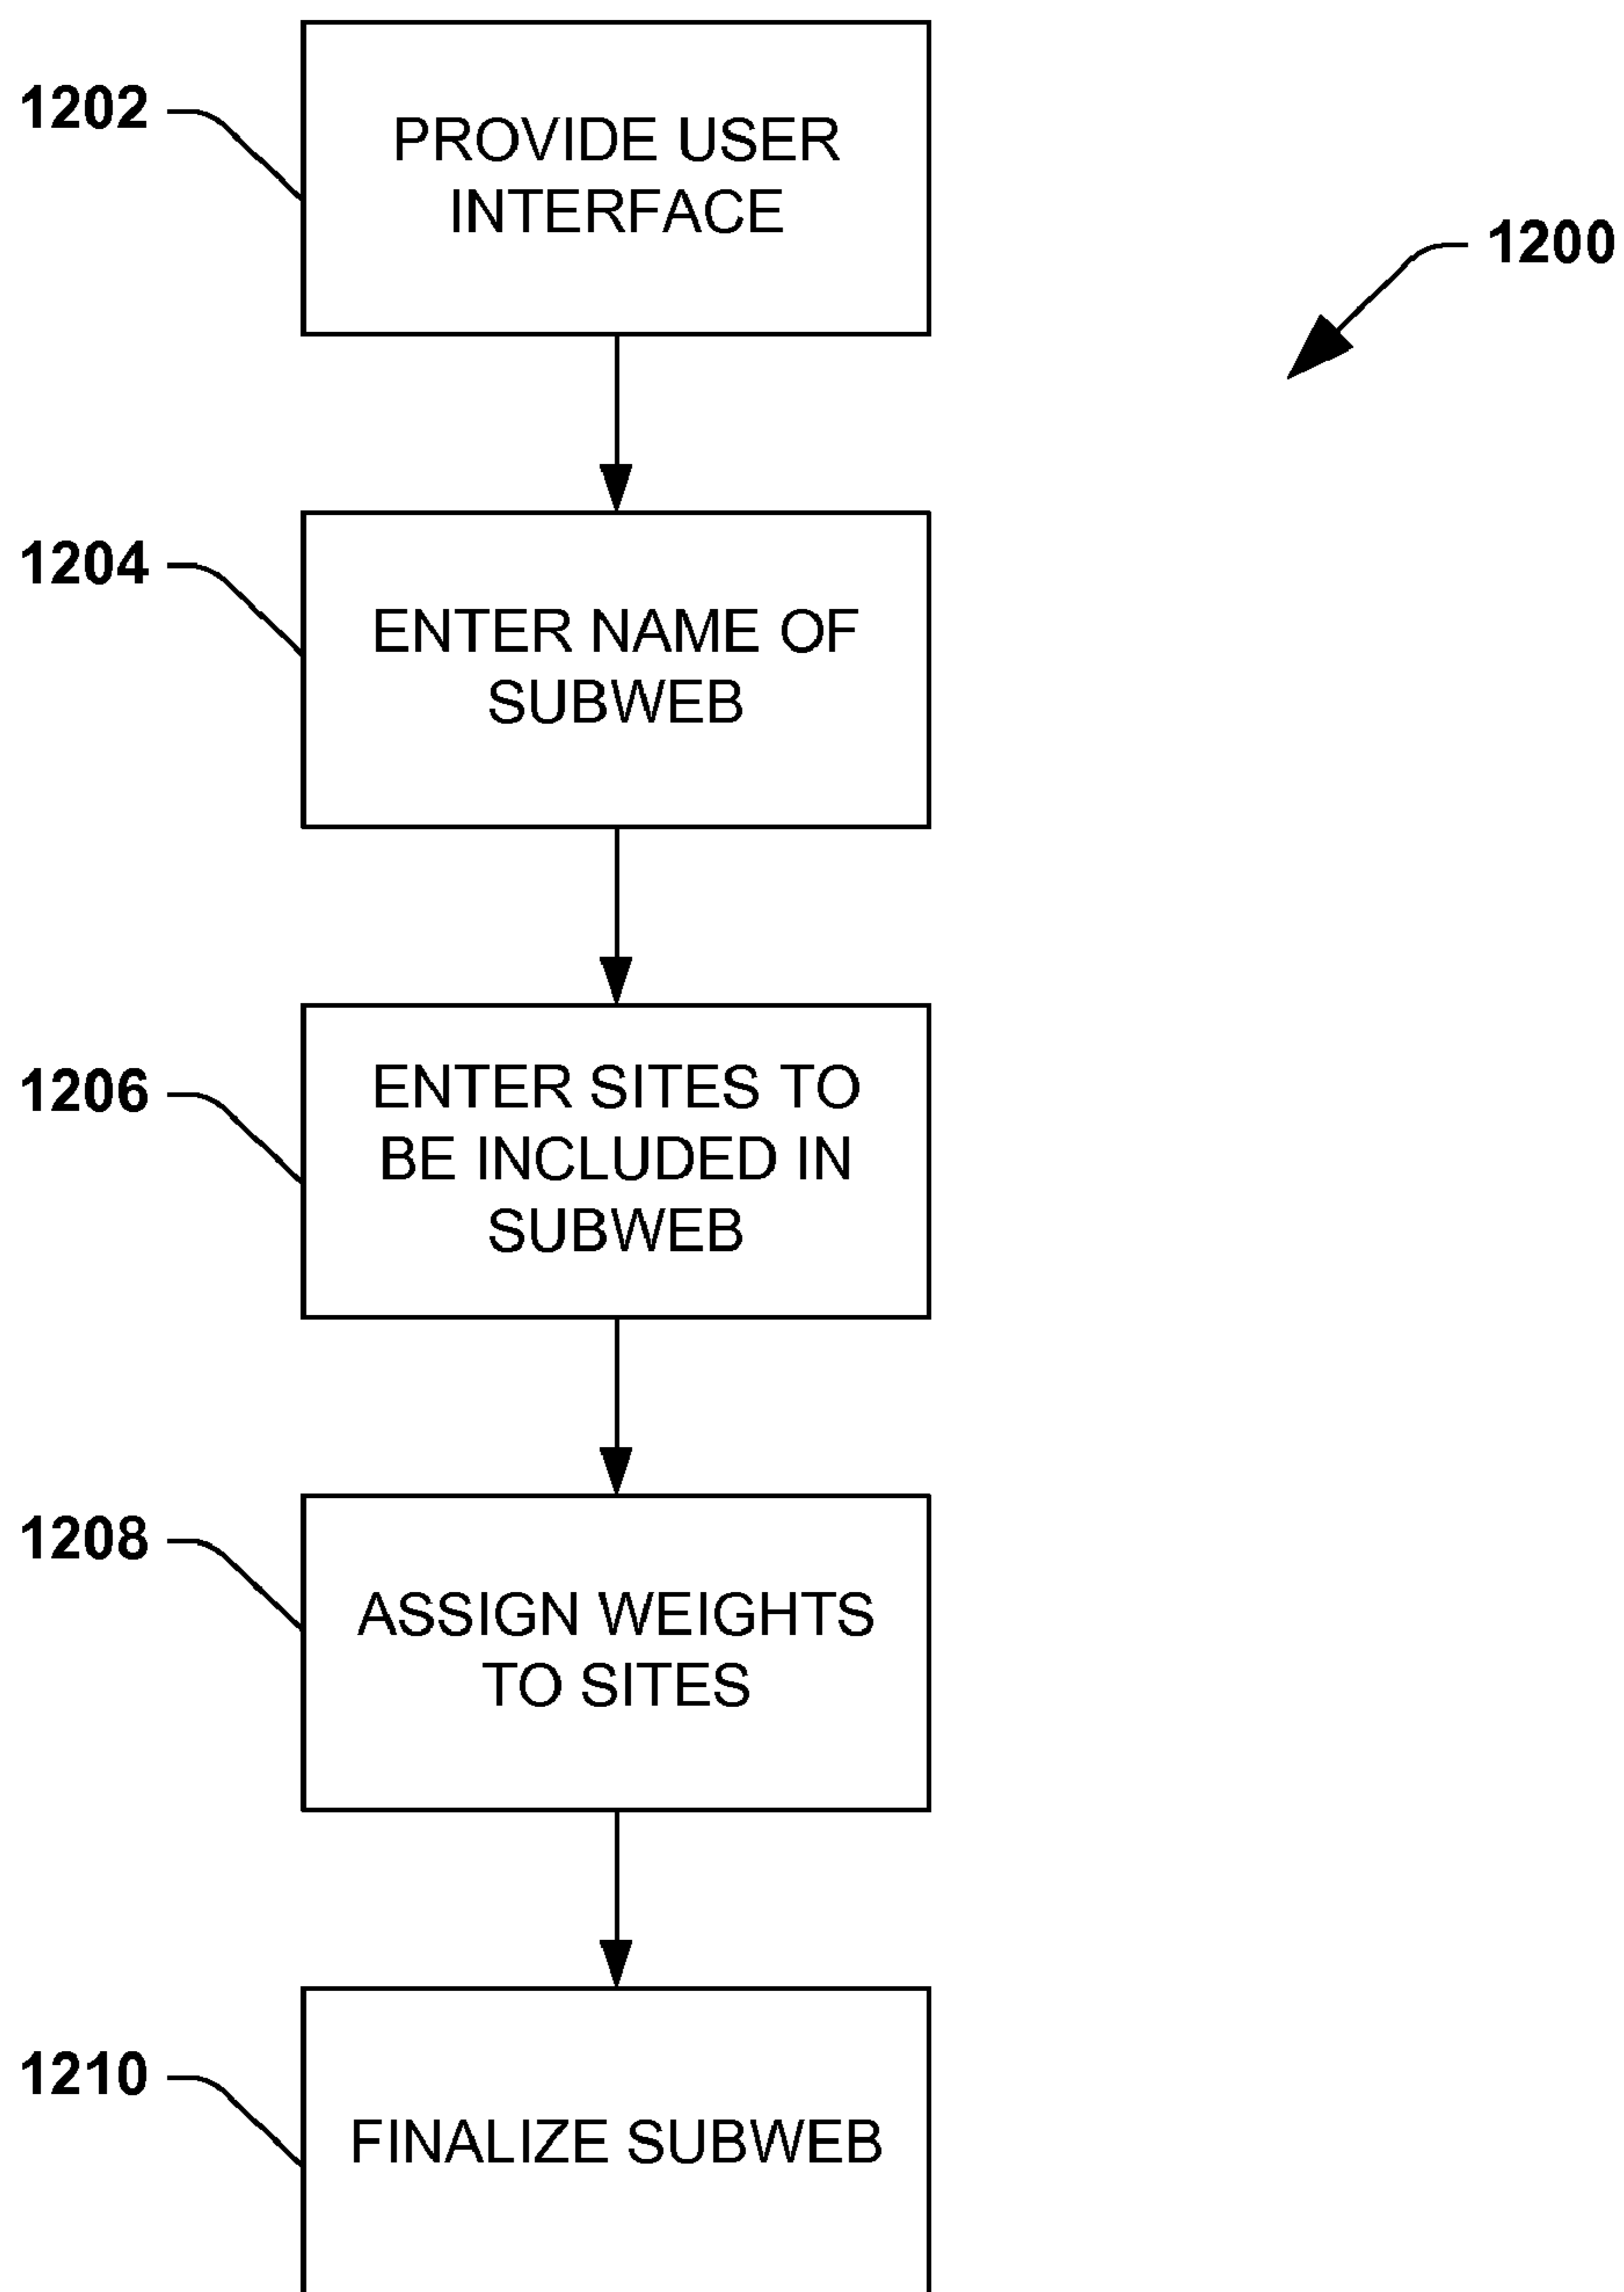 1202
PROVIDE USER
INTERFACE
1200
1204
ENTER NAME OF
SUBWEB
1206
ENTER SITES TO
BE INCLUDED IN
SUBWEB
1208
ASSIGN WEIGHTS
TO SITES
1210
FINALIZE SUBWEB